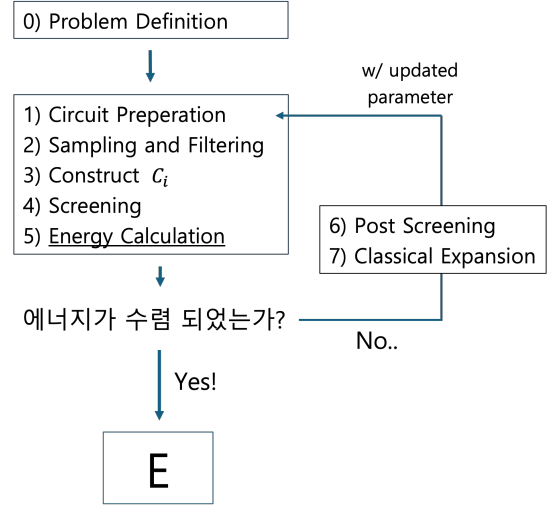 0) Problem Definition
w/ updated
parameter
1) Circuit Preperation
2) Sampling and Filtering
3) Construct C_i
4) Screening
5) Energy Calculation
6) Post Screening
7) Classical Expansion
에너지가 수렴 되었는가?
No..
Yes!
E